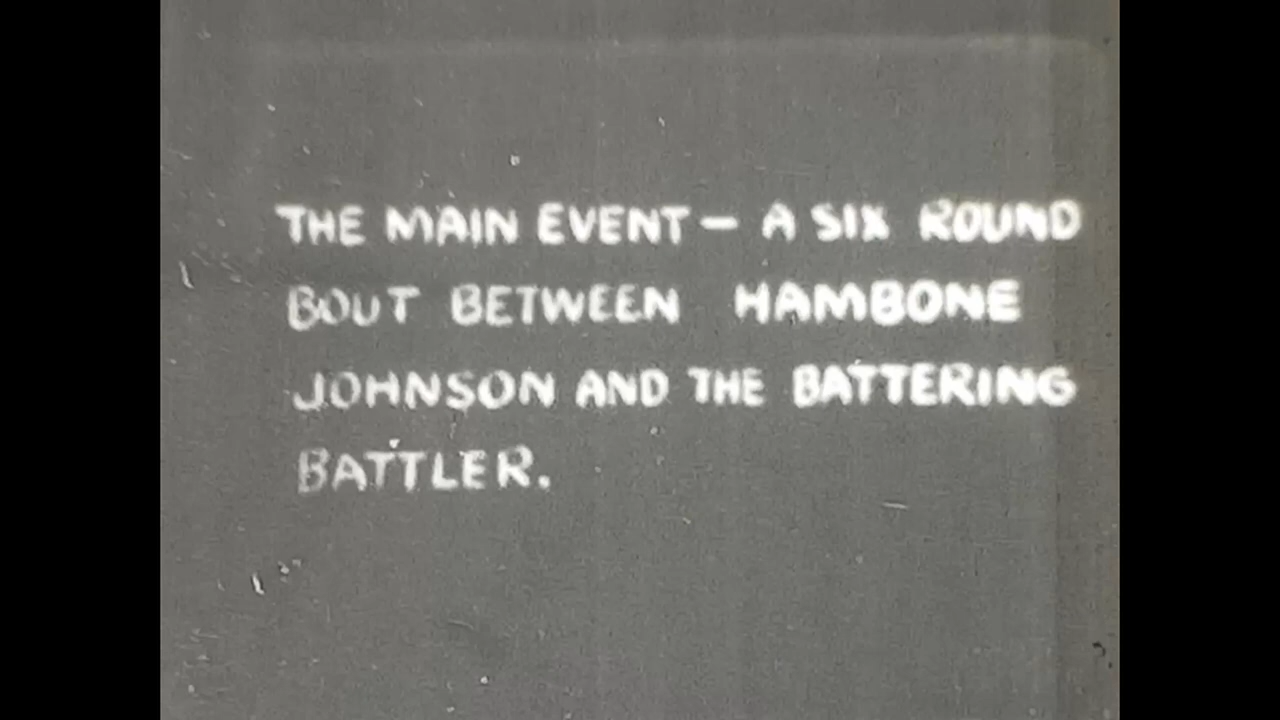 THE MAIN EVENT — A SIX ROUND
BOUT BETWEEN HAMBONE
JOHNSON AND THE BATTERING
BATTLER.